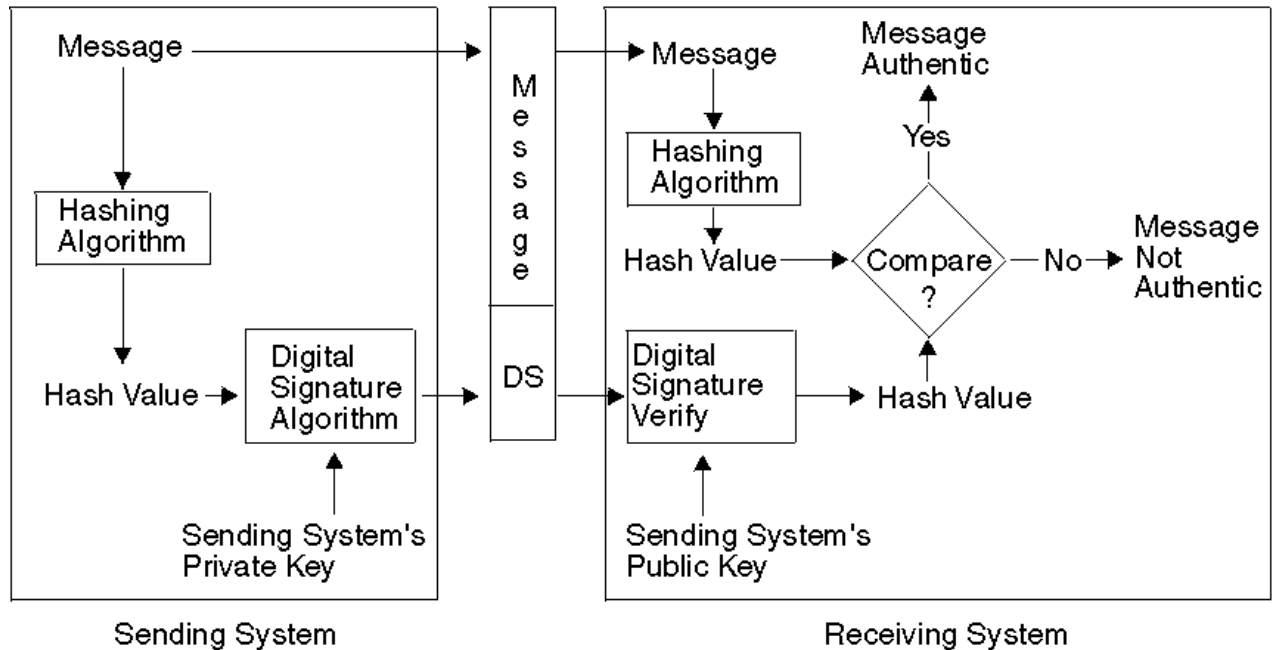 Message
Hashing
Algorithm
Hash Value
Digital
Signature
Algorithm
Sending System's
Private Key
Sending System
Message
DS
Message
Hashing
Algorithm
Hash Value
Digital
Signature
Verify
Sending System's
Public Key
Hash Value
Compare
?
Yes
Message
Authentic
No
Message
Not
Authentic
Receiving System